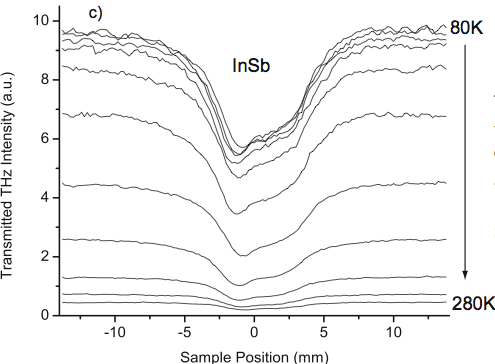 c)
80K
InSb
280K
Transmitted THz Intensity (a.u.)
10
8
6
4
2
0
-10 -5 0 5 10
Sample Position (mm)